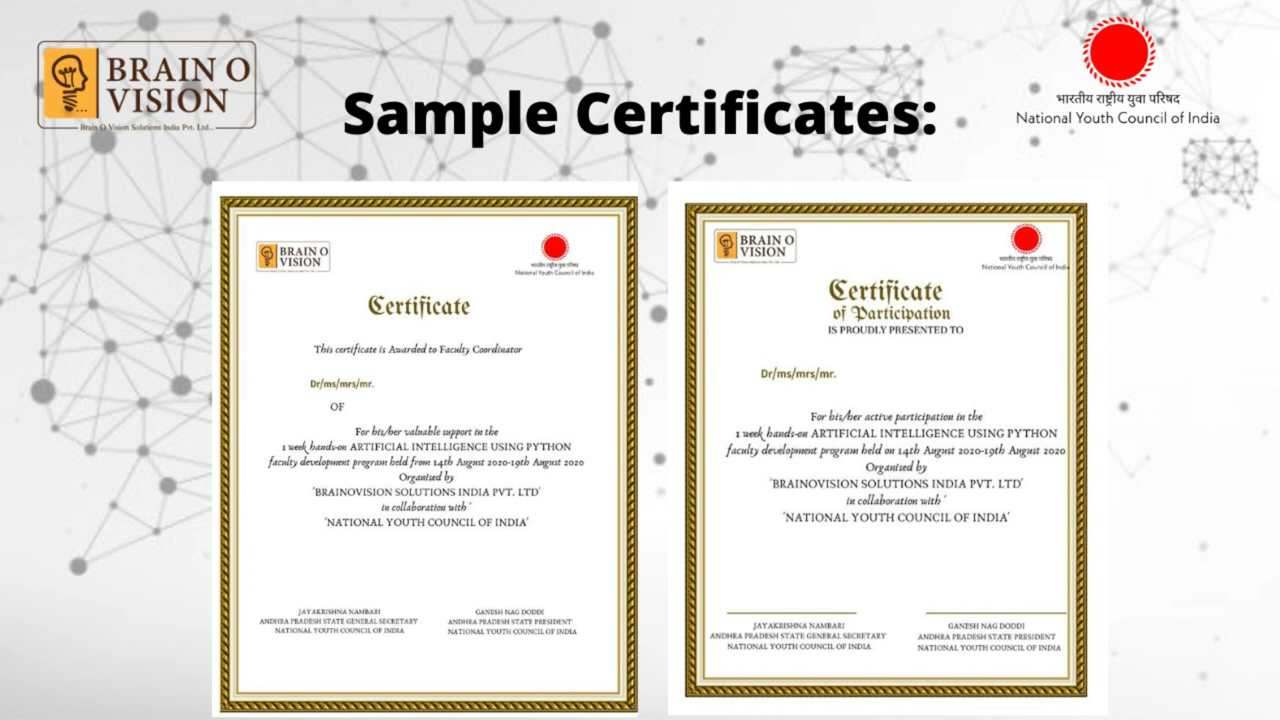 BRAIN O
VISION
Brain O Vision Solutions India Pvt. Ltd...
Sample Certificates:
भारतीय राष्ट्रीय युवा परिषद
National Youth Council of India
BRAIN O
VISION
भारतीय राष्ट्रीय युवा परिषद
National Youth Council of India
Certificate
This certificate is Awarded to Faculty Coordinator
Dr/ms/mrs/mr.
OF
For his/her valuable support in the
1 week hands-on ARTIFICIAL INTELLIGENCE USING PYTHON
faculty development program held from 14th August 2020-19th August 2020
Organised by
'BRAINOVISION SOLUTIONS INDIA PVT. LTD'
in collaboration with '
'NATIONAL YOUTH COUNCIL OF INDIA'
JAYAKRISHNA NAMBARI
ANDHRA PRADESH STATE GENERAL SECRETARY
NATIONAL YOUTH COUNCIL OF INDIA
GANESH NAG DODDI
ANDHRA PRADESH STATE PRESIDENT
NATIONAL YOUTH COUNCIL OF INDIA
BRAIN O
VISION
भारतीय राष्ट्रीय युवा परिषद
National Youth Council of India
Certificate
of Participation
IS PROUDLY PRESENTED TO
Dr/ms/mrs/mr.
For his/her active participation in the
1 week hands-on ARTIFICIAL INTELLIGENCE USING PYTHON
faculty development program held on 14th August 2020-19th August 2020
Organised by
'BRAINOVISION SOLUTIONS INDIA PVT. LTD'
in collaboration with '
'NATIONAL YOUTH COUNCIL OF INDIA'
JAYAKRISHNA NAMBARI
ANDHRA PRADESH STATE GENERAL SECRETARY
NATIONAL YOUTH COUNCIL OF INDIA
GANESH NAG DODDI
ANDHRA PRADESH STATE PRESIDENT
NATIONAL YOUTH COUNCIL OF INDIA